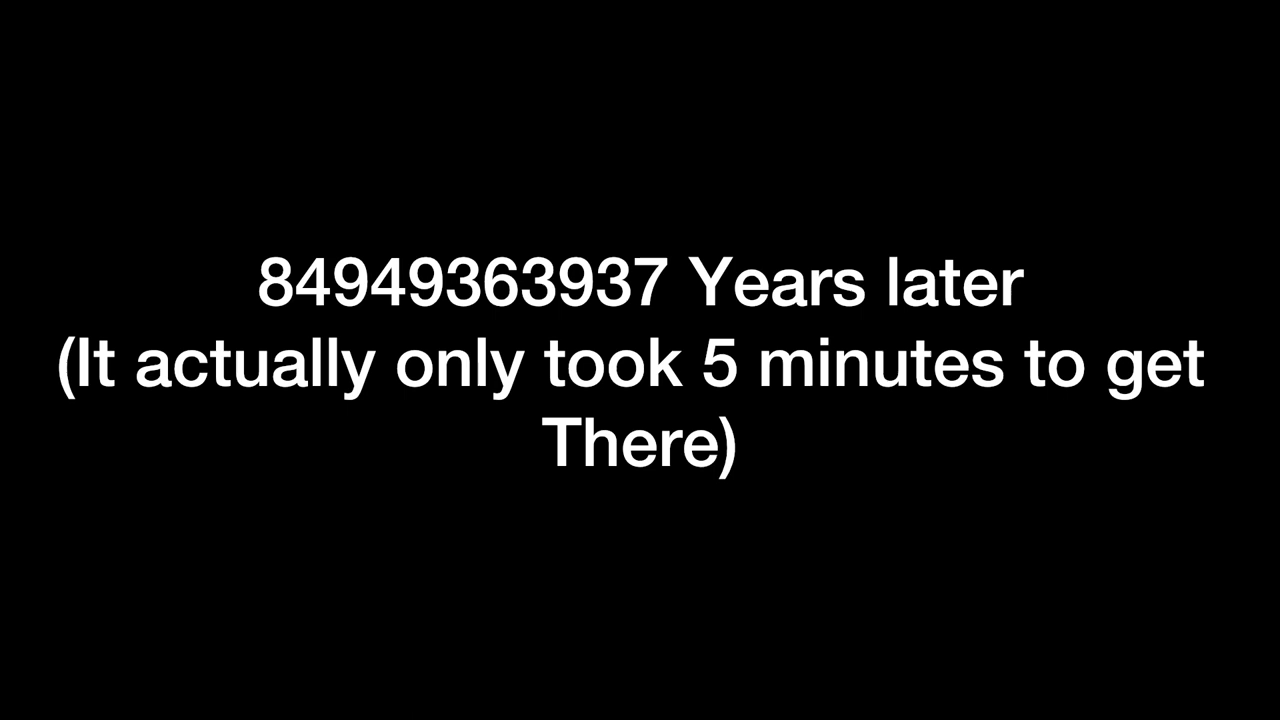 84949363937 Years later
(It actually only took 5 minutes to get
There)